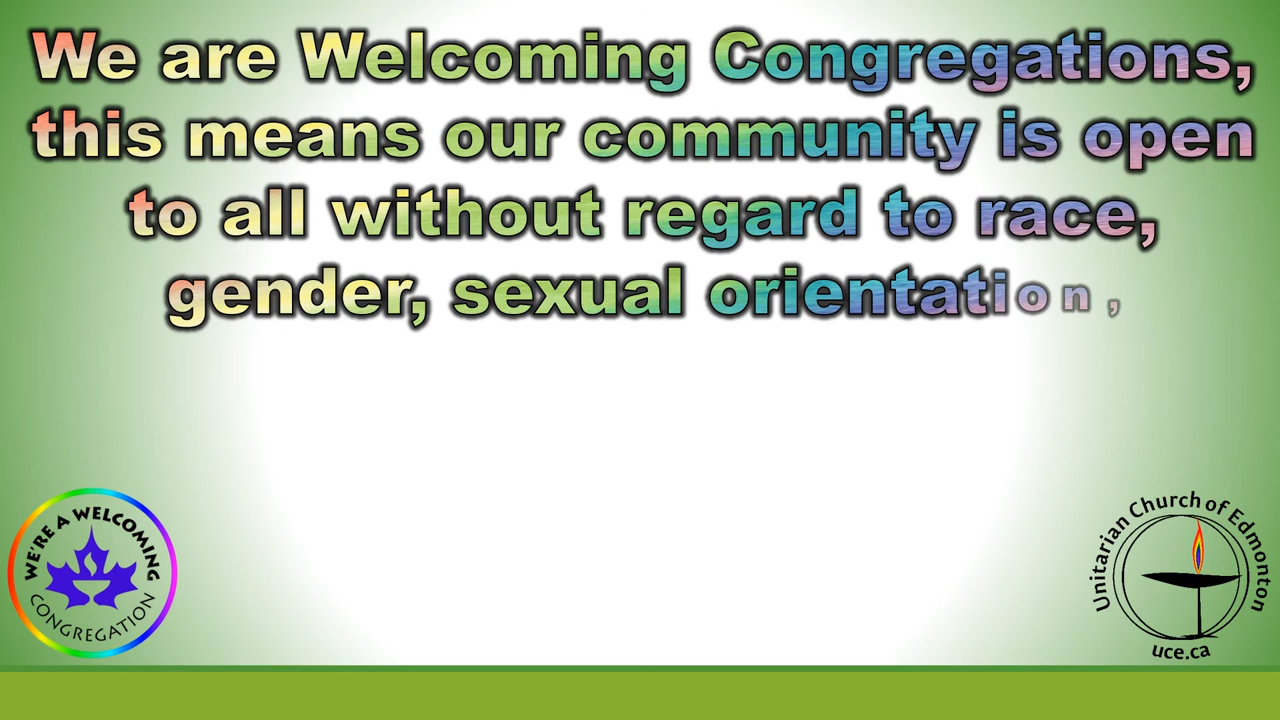 We are Welcoming Congregations,
this means our community is open
to all without regard to race,
gender, sexual orientation,
WE'RE A WELCOMING
CONGREGATION
Unitarian Church of Edmonton
uce.ca